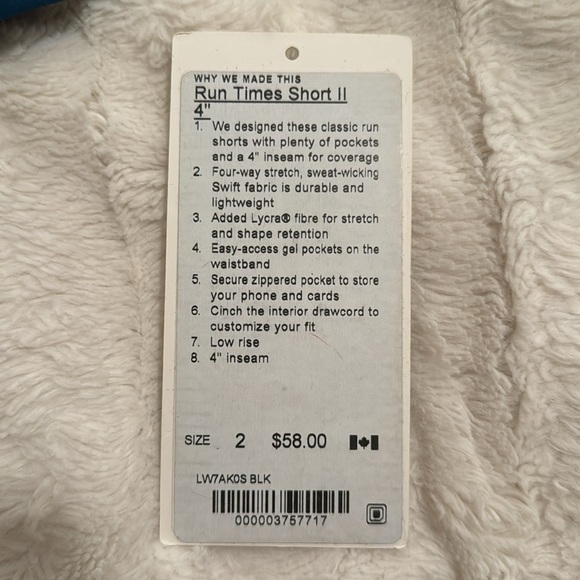 WHY WE MADE THIS
Run Times Short II
4"
1. We designed these classic run
shorts with plenty of pockets
and a 4" inseam for coverage
2. Four-way stretch, sweat-wicking
Swift fabric is durable and
lightweight
3. Added Lycra® fibre for stretch
and shape retention
4. Easy-access gel pockets on the
waistband
5. Secure zippered pocket to store
your phone and cards
6. Cinch the interior drawcord to
customize your fit
7. Low rise
8. 4" inseam
SIZE 2 $58.00
LW7AK0S BLK
000003757717